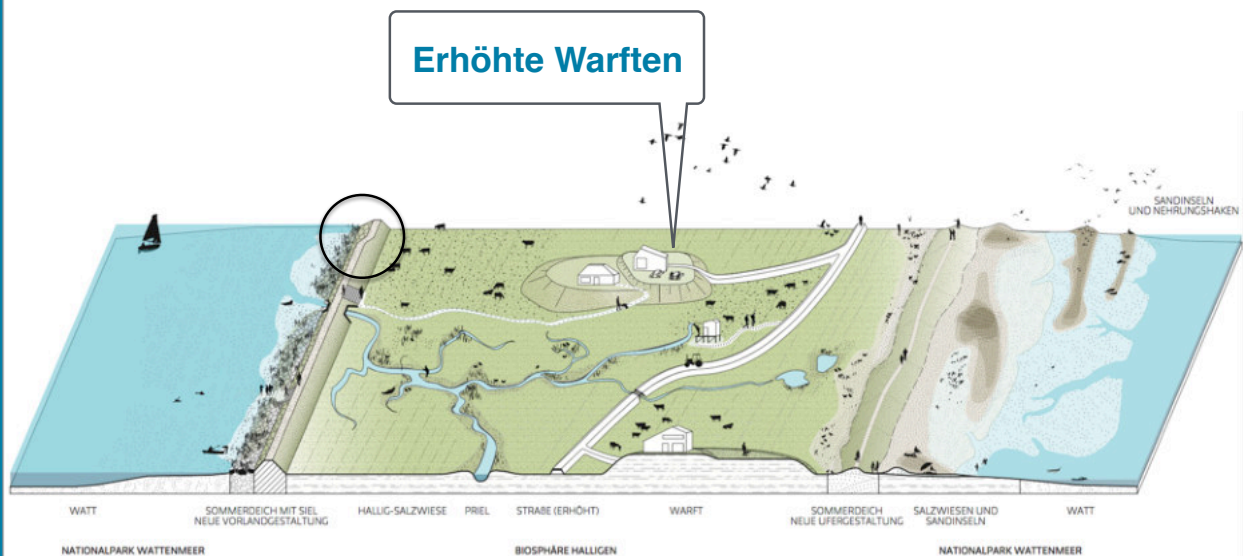 Erhöhte Warften
SANDINSELN
UND NEHRUNGSHAKEN
WATT
SOMMERDEICH MIT SIEL
NEUE VORLANDGESTALTUNG
HALLIG-SALZWIESE
PRIEL
STRAßE (ERHÖHT)
WARFT
SOMMERDEICH
NEUE UFERGESTALTUNG
SALZWIESEN UND
SANDINSELN
WATT
NATIONALPARK WATTENMEER
BIOSPHÄRE HALLIGEN
NATIONALPARK WATTENMEER